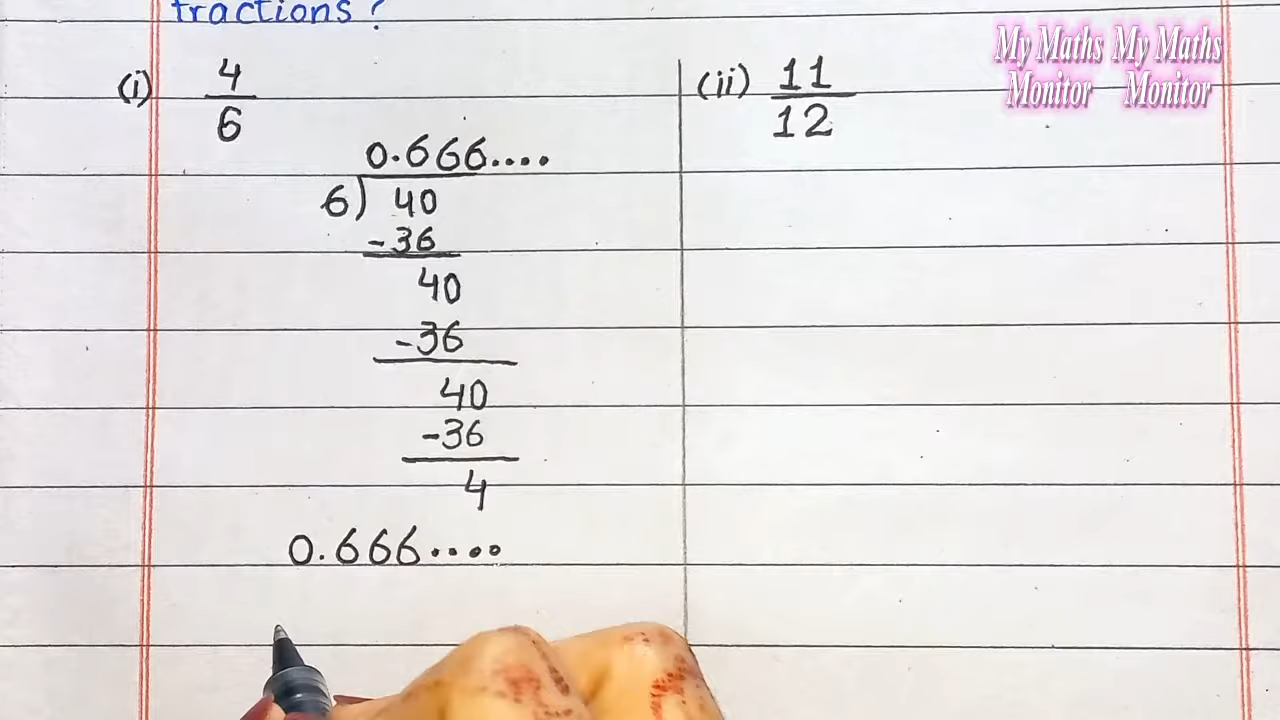 fractions ?
(i) 4/6
0.666....
6) 40
-36
40
-36
40
-36
4
0.666....
(ii) 11/12
My Maths Monitor
My Maths Monitor